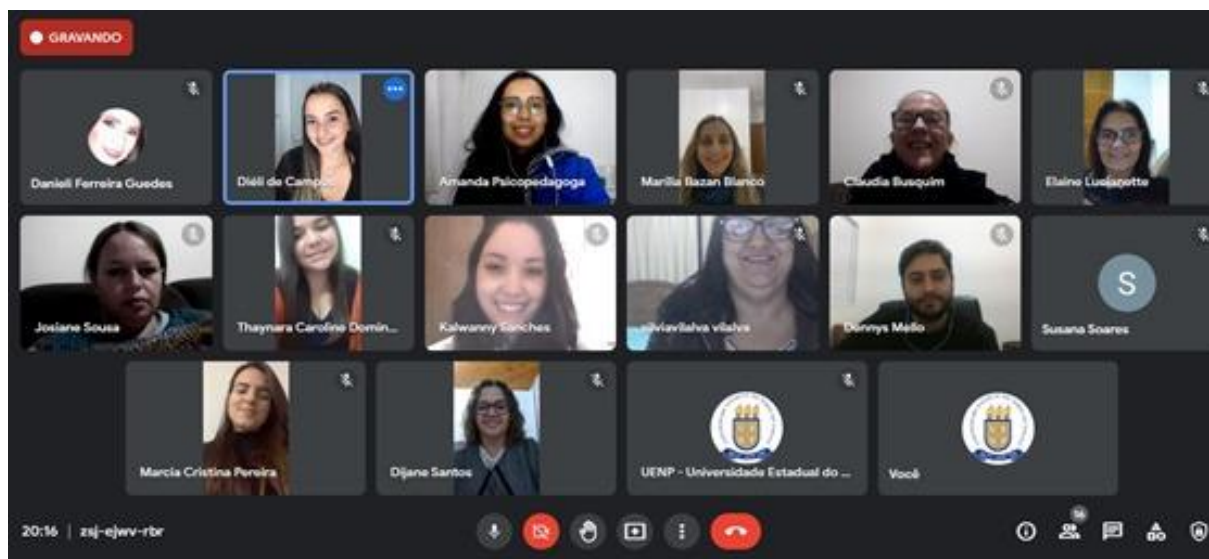 GRAVANDO
Danieli Ferreira Guedes
Diéli de Campos
Amanda Psicopedagoga
Marília Bazan Blanco
Claudia Busquim
Elaine
Josiane Sousa
Thaynara Caroline Domin...
Kalwanny Sanches
silviavilalva vilalva
Dennys Mello
S
Susana Soares
Marcia Cristina Pereira
Dijane Santos
UENP - Universidade Estadual do ...
Você
20:16 | zsj-ejwv-rbr
16